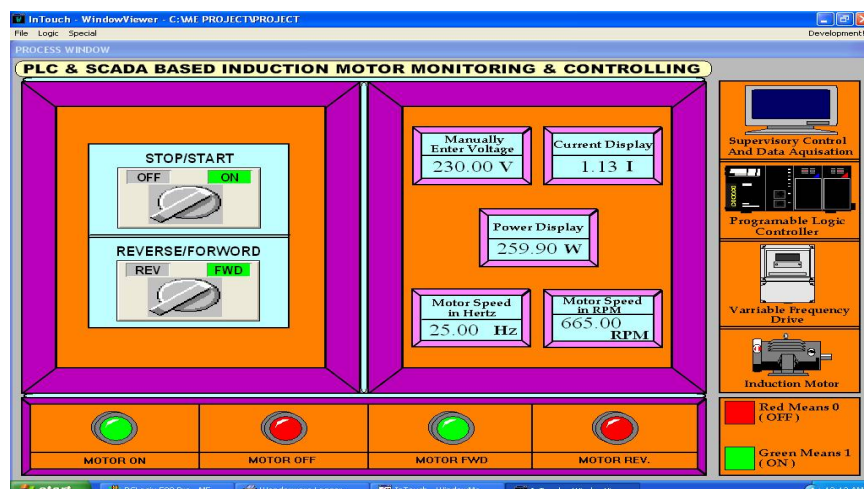 InTouch - WindowViewer - C:\ME PROJECT\PROJECT
File Logic Special
Development!
PROCESS WINDOW
PLC & SCADA BASED INDUCTION MOTOR MONITORING & CONTROLLING
STOP/START
OFF ON
REVERSE/FORWORD
REV FWD
Manually
Enter Voltage
230.00 V
Current Display
1.13 I
Power Display
259.90 W
Motor Speed
in Hertz
25.00 Hz
Motor Speed
in RPM
665.00
RPM
Supervisory Control
And Data Aquisation
Programable Logic
Controller
Varriable Frequency
Drive
Induction Motor
MOTOR ON
MOTOR OFF
MOTOR FWD
MOTOR REV.
Red Means 0
( OFF )
Green Means 1
( ON )
start